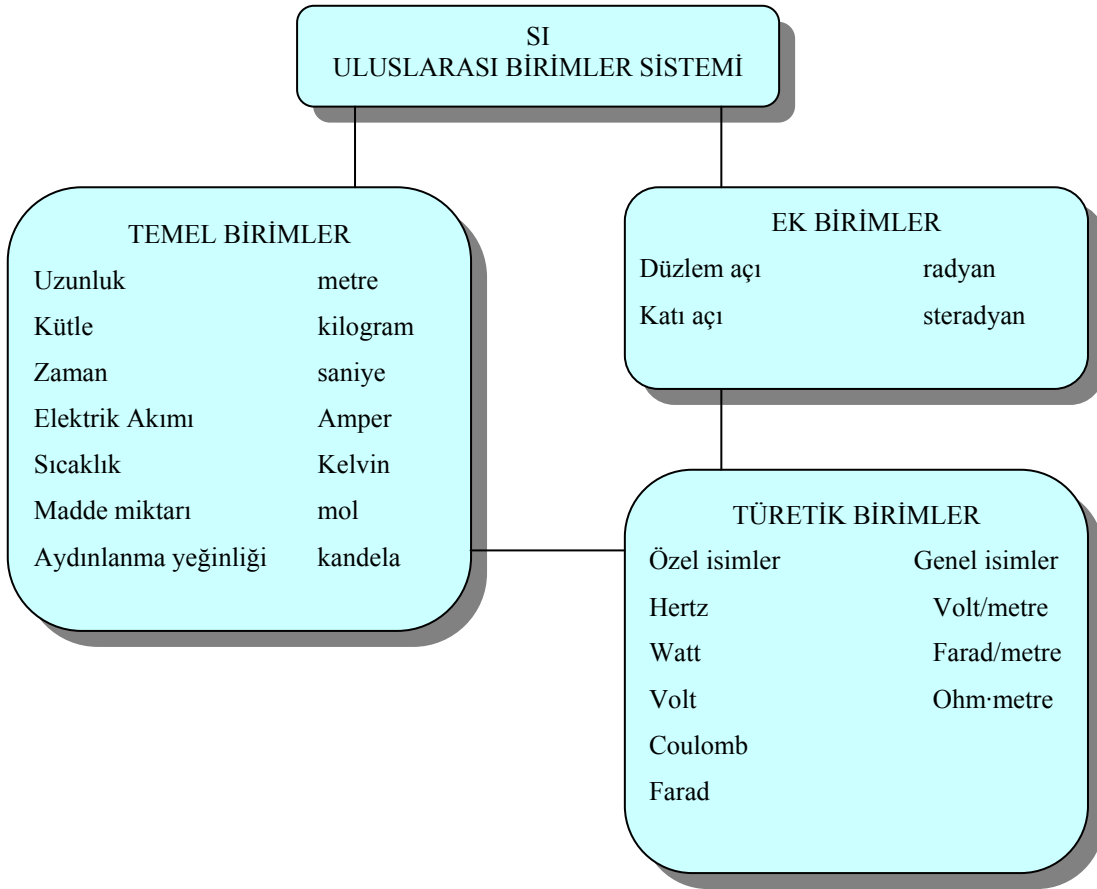 SI
ULUSLARASI BİRİMLER SİSTEMİ
TEMEL BİRİMLER
Uzunluk metre
Kütle kilogram
Zaman saniye
Elektrik Akımı Amper
Sıcaklık Kelvin
Madde miktarı mol
Aydınlanma yeğinliği kandela
EK BİRİMLER
Düzlem açı radyan
Katı açı steradyan
TÜRETİK BİRİMLER
Özel isimler Genel isimler
Hertz Volt/metre
Watt Farad/metre
Volt Ohm·metre
Coulomb
Farad